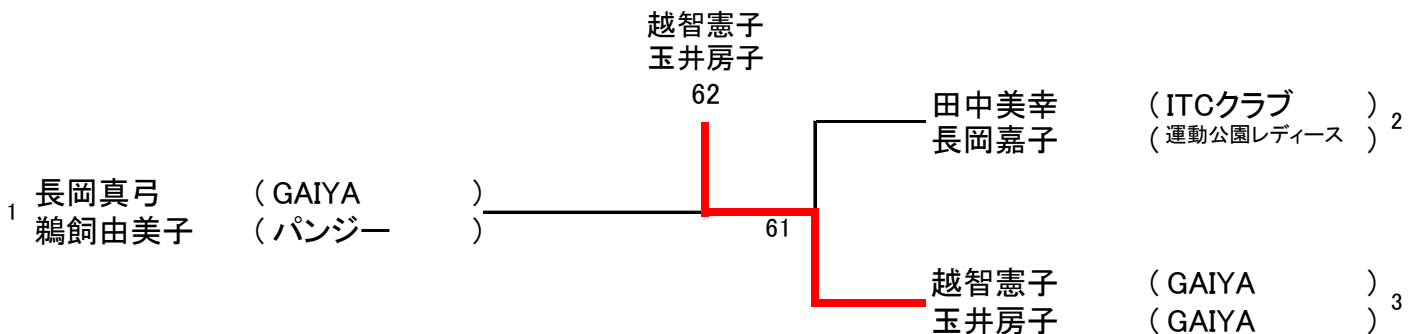 越智憲子
玉井房子
62
1 長岡真弓 ( GAIYA )
鵜飼由美子 ( パンジー )
61
田中美幸 ( ITCクラブ ) 2
長岡嘉子 ( 運動公園レディース )
越智憲子 ( GAIYA ) 3
玉井房子 ( GAIYA )